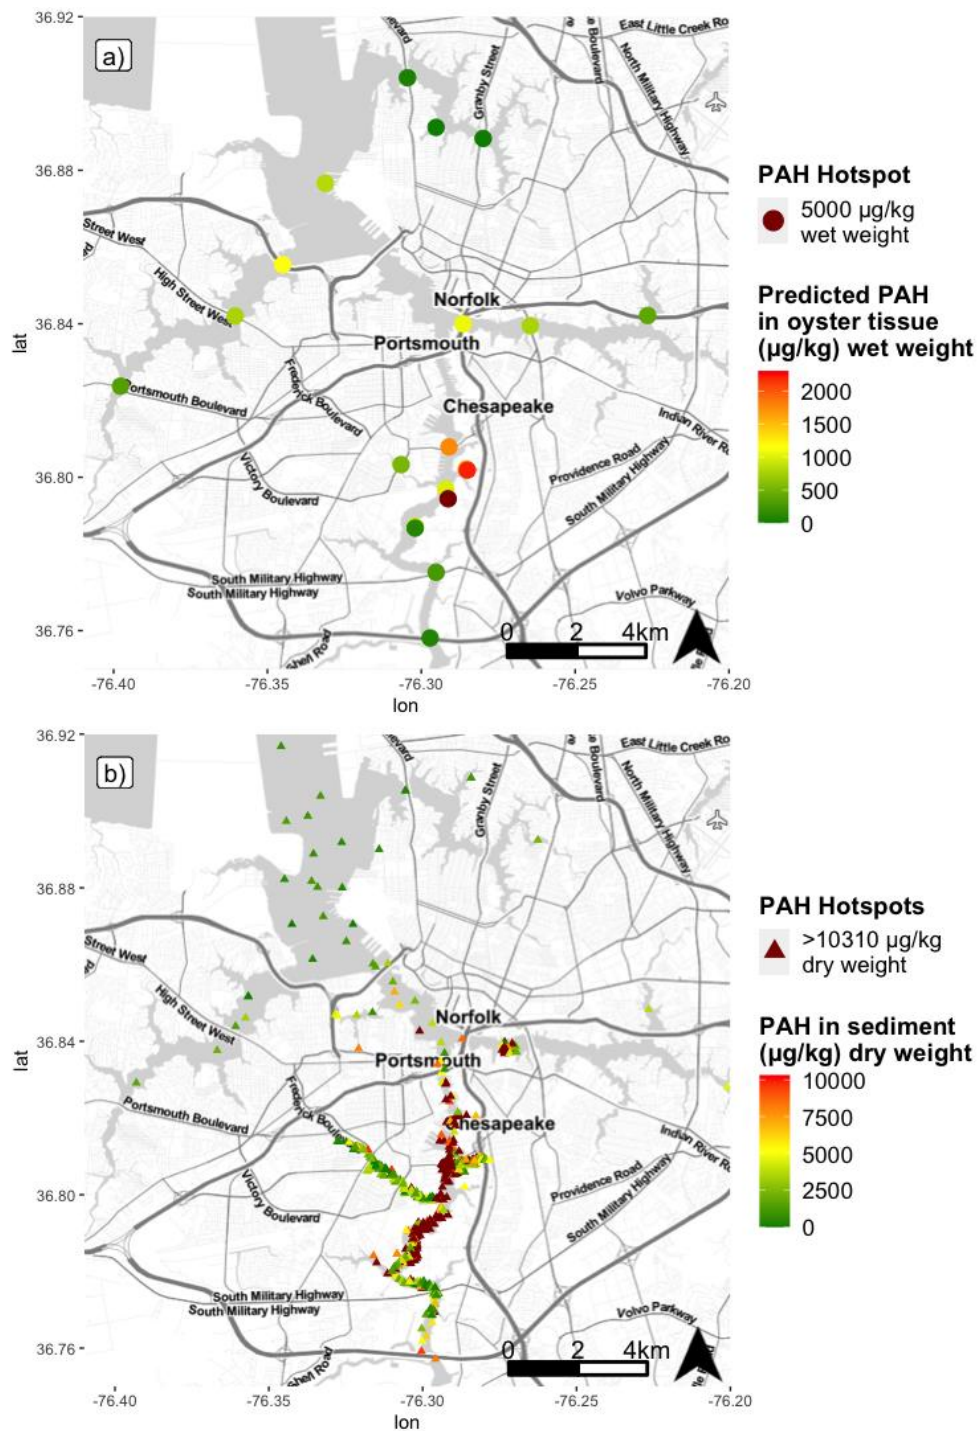 36.92
a)
East Little Creek Ro
Granby Street
North Military Highway
36.88
PAH Hotspot
5000 µg/kg
wet weight
Street West
High Street West
Norfolk
36.84
Portsmouth
lat
Predicted PAH
in oyster tissue
(µg/kg) wet weight
2000
1500
1000
500
0
Frederick Boulevard
ortsmouth Boulevard
Chesapeake
Indian River R
Providence Road
South Military Highway
36.80
Victory Boulevard
South Military Highway
South Military Highway
Volvo Parkway
36.76
0 2 4km
-76.40 -76.35 -76.30 -76.25 -76.20
lon
36.92
b)
East Little Creek Ro
Granby Street
North Military Highway
36.88
PAH Hotspots
>10310 µg/kg
dry weight
Street West
High Street West
Norfolk
36.84
Portsmouth
lat
PAH in sediment
(µg/kg) dry weight
10000
7500
5000
2500
0
Portsmouth Boulevard
Frederick Boule
hesapeake
Indian River R
Providence Road
South Military Highway
36.80
Victory Boulevard
South Military Highway
South Military Highway
Volvo Parkway
36.76
0 2 4km
-76.40 -76.35 -76.30 -76.25 -76.20
lon